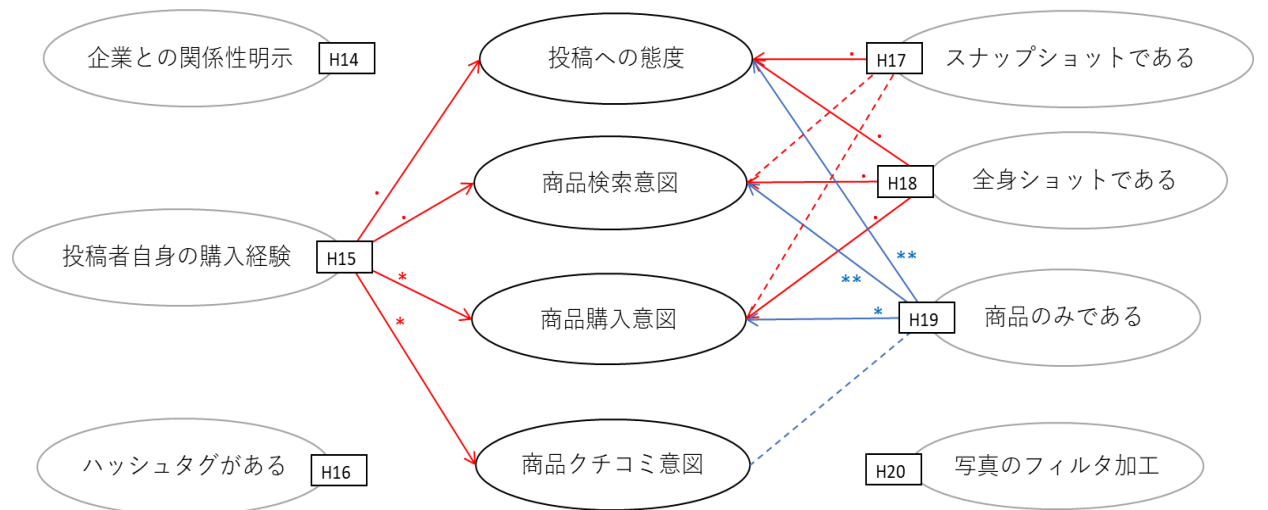 企業との関係性明示
H14
投稿への態度
H17
スナップショットである
.
.
商品検索意図
.
H18
全身ショットである
.
.
.
投稿者自身の購入経験
H15
*
**
**
商品購入意図
*
*
H19
商品のみである
ハッシュタグがある
H16
商品クチコミ意図
H20
写真のフィルタ加工